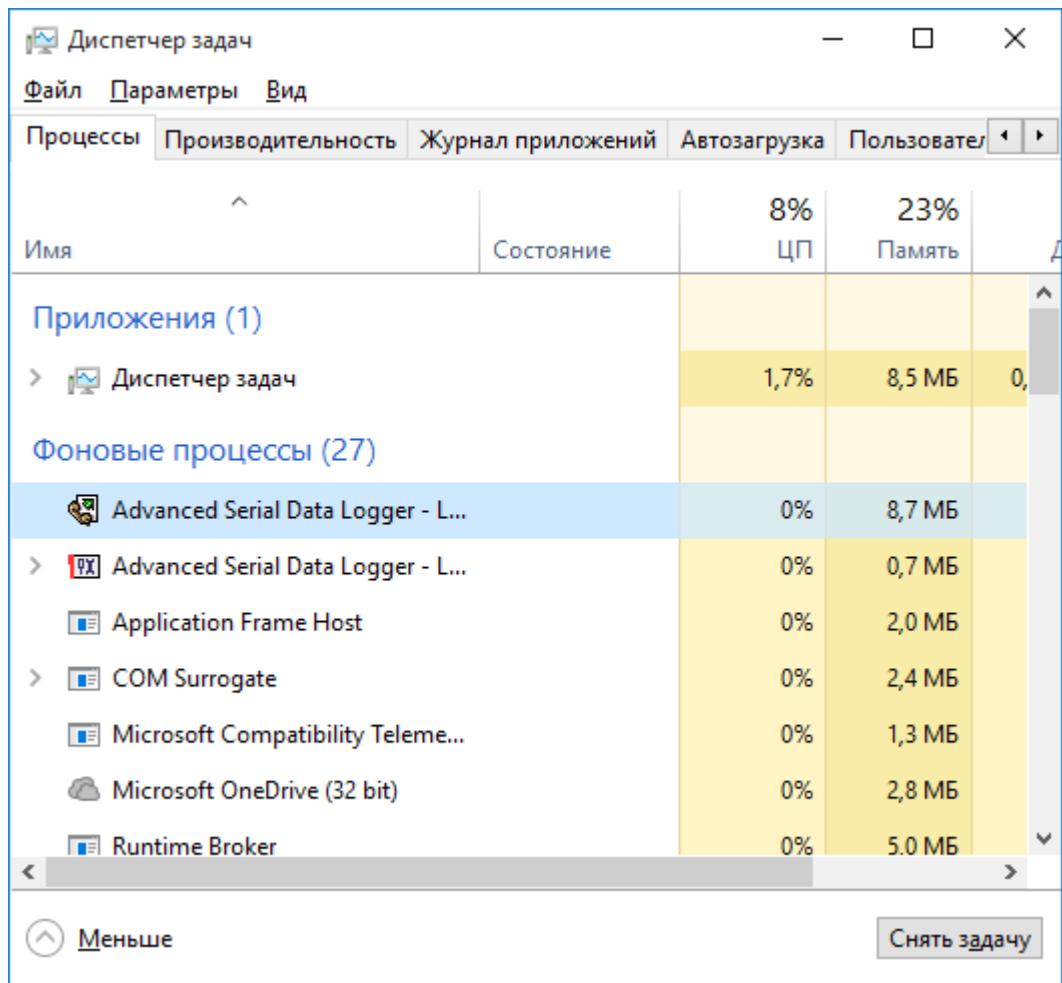 Диспетчер задач
Файл Параметры Вид
Процессы Производительность Журнал приложений Автозагрузка Пользовател
8% 23%
Имя Состояние ЦП Память Д
Приложения (1)
Диспетчер задач 1,7% 8,5 МБ 0,
Фоновые процессы (27)
Advanced Serial Data Logger - L... 0% 8,7 МБ
Advanced Serial Data Logger - L... 0% 0,7 МБ
Application Frame Host 0% 2,0 МБ
COM Surrogate 0% 2,4 МБ
Microsoft Compatibility Teleme... 0% 1,3 МБ
Microsoft OneDrive (32 bit) 0% 2,8 МБ
Runtime Broker 0% 5,0 МБ
Меньше Снять задачу